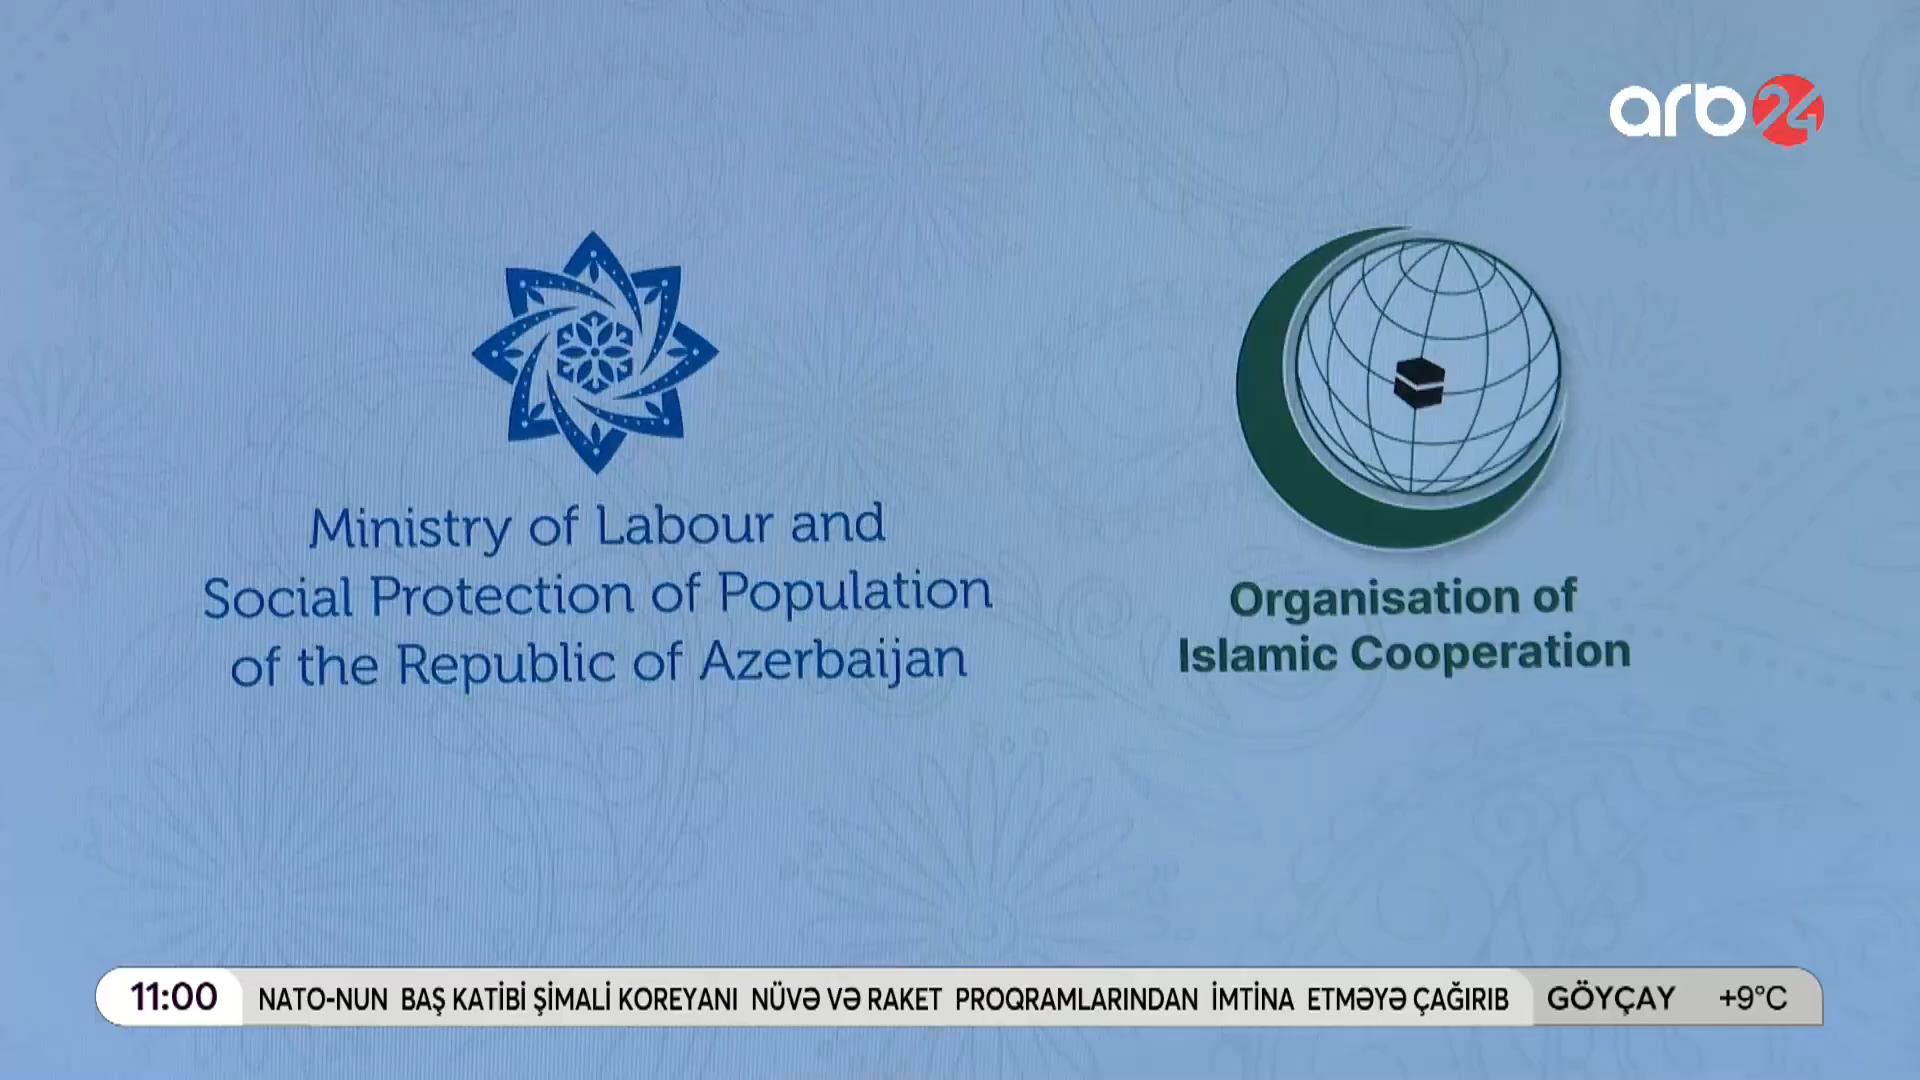 arb24
Ministry of Labour and
Social Protection of Population
of the Republic of Azerbaijan
Organisation of
Islamic Cooperation
11:00 NATO-NUN BAŞ KATİBİ ŞİMALİ KOREYANI NÜVƏ VƏ RAKET PROQRAMLARINDAN İMTİNA ETMƏYƏ ÇAĞIRIB GÖYÇAY +9°C